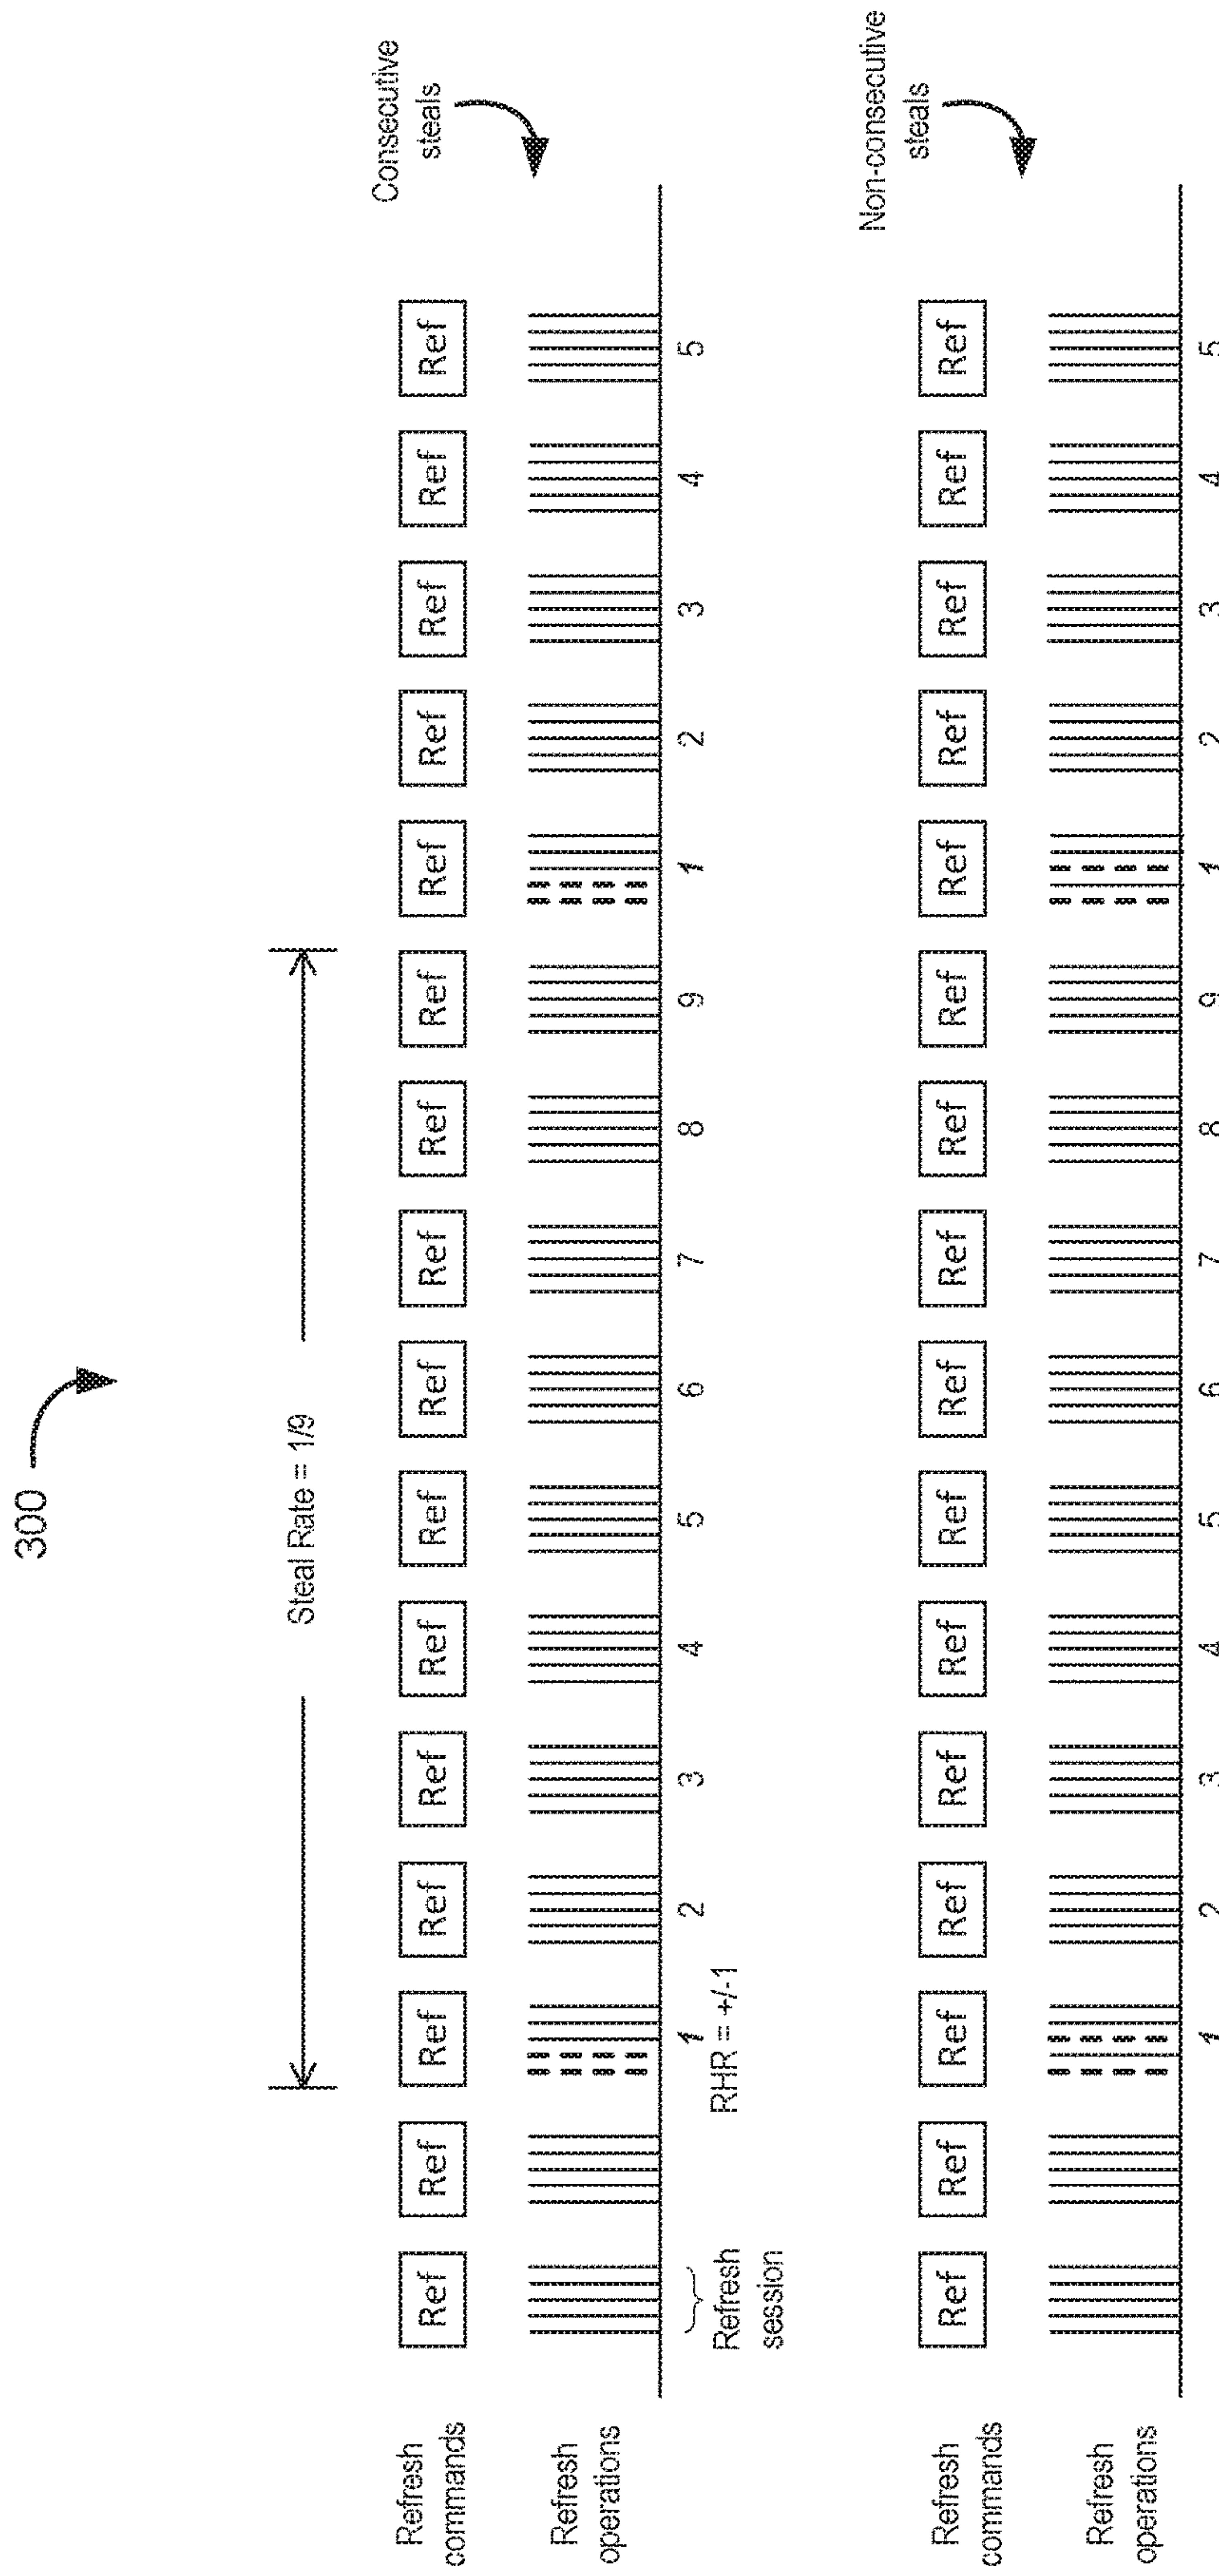 300
Steal Rate = 1/9
Consecutive
steals
Refresh
commands
Ref Ref Ref Ref Ref Ref Ref Ref Ref Ref Ref Ref Ref Ref Ref Ref
Refresh
operations
1 2 3 4 5 6 7 8 9 1 2 3 4 5
Refresh
session
RHR = +/-1
Non-consecutive
steals
Refresh
commands
Ref Ref Ref Ref Ref Ref Ref Ref Ref Ref Ref Ref Ref Ref Ref Ref
Refresh
operations
1 2 3 4 5 6 7 8 9 1 2 3 4 5